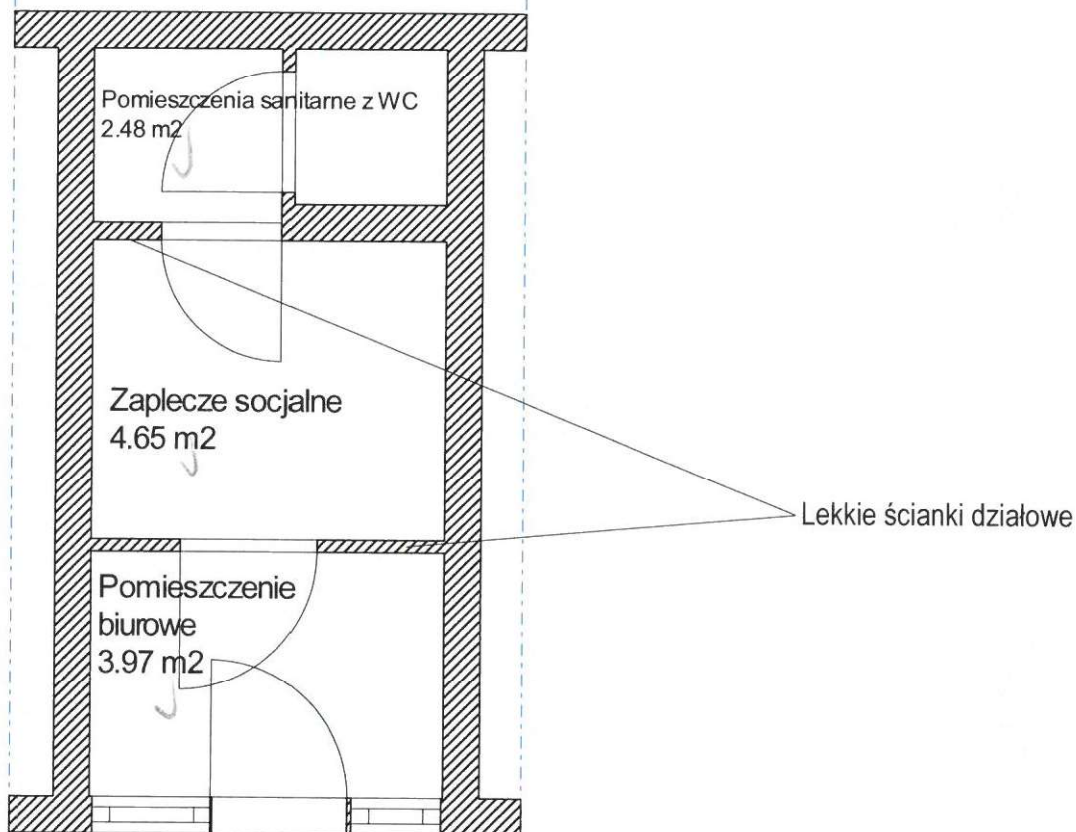 Pomieszczenia sanitarne z WC
2.48 m2
Zaplecze socjalne
4.65 m2
Lekkie ścianki działowe
Pomieszczenie
biurowe
3.97 m2